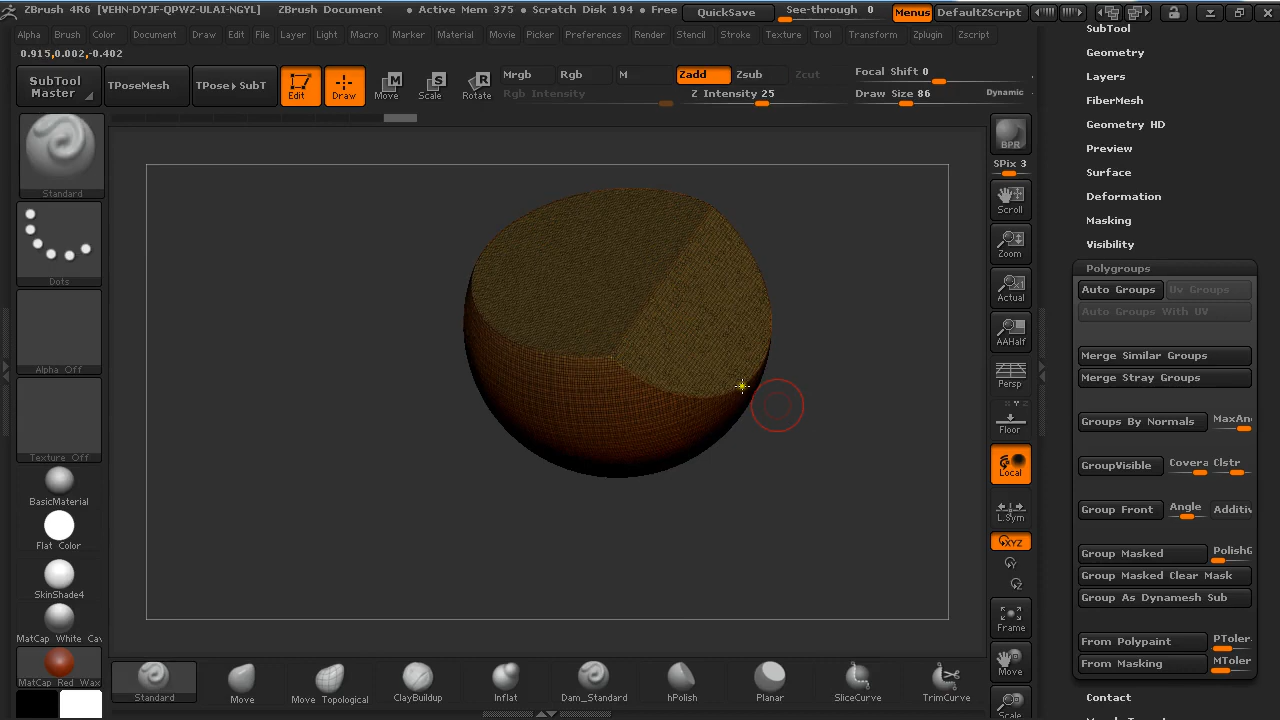 ZBrush 4R6 [VEHN-DYJF-QPWZ-ULAI-NGYL] ZBrush Document • Active Mem 375 • Scratch Disk 194 • Free QuickSave See-through 0 Menus DefaultZScript
Alpha Brush Color Document Draw Edit File Layer Light Macro Marker Material Movie Picker Preferences Render Stencil Stroke Texture Tool Transform Zplugin Zscript
0.915,0.002,-0.402
SubTool
Master
TPoseMesh
TPose▸SubT
Edit
Draw
Move
Scale
Rotate
Mrgb Rgb M Zadd Zsub Zcut
Rgb Intensity Z Intensity 25
Focal Shift 0
Draw Size 86 Dynamic
Standard
Dots
Alpha Off
Texture Off
BasicMaterial
Flat Color
SkinShade4
MatCap White Cav
MatCap Red Wax
BPR
SPix 3
Scroll
Zoom
Actual
AAHalf
Persp
Floor
Local
L.Sym
XYZ
Y
Z
Frame
Move
Scale
SubTool
Geometry
Layers
FiberMesh
Geometry HD
Preview
Surface
Deformation
Masking
Visibility
Polygroups
Auto Groups Uv Groups
Auto Groups With UV
Merge Similar Groups
Merge Stray Groups
Groups By Normals MaxAn
GroupVisible Covera Clstr
Group Front Angle Additiv
Group Masked PolishG
Group Masked Clear Mask
Group As Dynamesh Sub
From Polypaint PToler
From Masking MToler
Contact
Standard Move Move Topological ClayBuildup Inflat Dam_Standard hPolish Planar SliceCurve TrimCurve